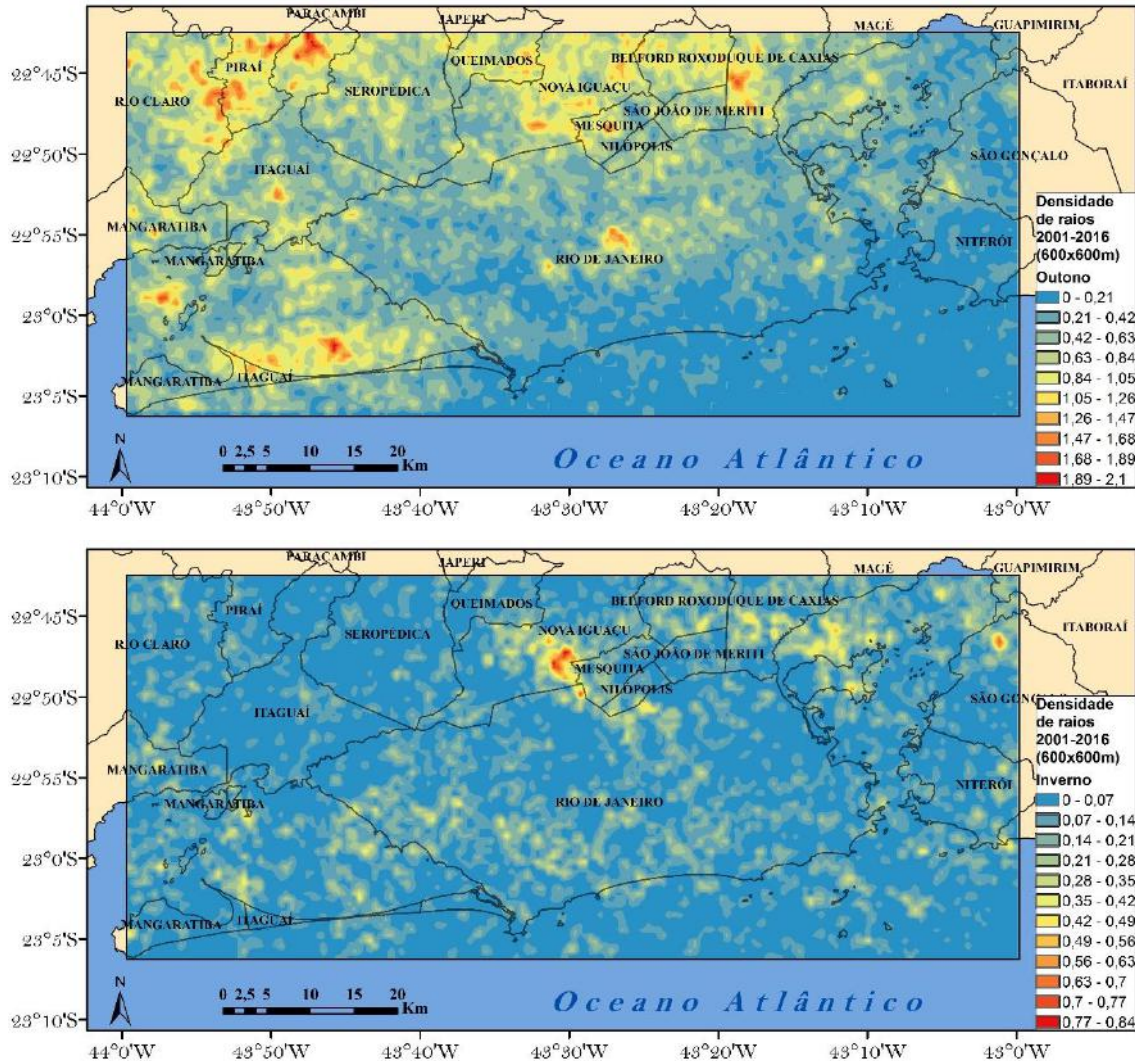 PARACAMBI JAPERI MAGÉ GUAPIMIRIM
22°45'S PIRAÍ QUEIMADOS BELFORD ROXODUQUE DE CAXIAS ITABORAÍ
RIO CLARO SEROPÉDICA NOVA IGUAÇU
SÃO JOÃO DE MERITI
MESQUITA
22°50'S NILÓPOLIS SÃO GONÇALO
ITAGUAÍ
Densidade
de raios
2001-2016
(600x600m)
MANGARATIBA
22°55'S
MANGARATIBA RIO DE JANEIRO NITERÓI
Outono
0 - 0,21
0,21 - 0,42
0,42 - 0,63
0,63 - 0,84
0,84 - 1,05
1,05 - 1,26
1,26 - 1,47
1,47 - 1,68
1,68 - 1,89
1,89 - 2,1
23°0'S
MANGARATIBA ITAGUAÍ
23°5'S
N
0 2,5 5 10 15 20
Km
Oceano Atlântico
23°10'S
44°0'W 43°50'W 43°40'W 43°30'W 43°20'W 43°10'W 43°0'W
PARACAMBI JAPERI MAGÉ GUAPIMIRIM
22°45'S PIRAÍ QUEIMADOS BELFORD ROXODUQUE DE CAXIAS ITABORAÍ
RIO CLARO SEROPÉDICA NOVA IGUAÇU
SÃO JOÃO DE MERITI
MESQUITA
22°50'S NILÓPOLIS SÃO GONÇALO
ITAGUAÍ
Densidade
de raios
2001-2016
(600x600m)
MANGARATIBA
22°55'S
MANGARATIBA RIO DE JANEIRO NITERÓI
Inverno
0 - 0,07
0,07 - 0,14
0,14 - 0,21
0,21 - 0,28
0,28 - 0,35
0,35 - 0,42
0,42 - 0,49
0,49 - 0,56
0,56 - 0,63
0,63 - 0,7
0,7 - 0,77
0,77 - 0,84
23°0'S
MANGARATIBA ITAGUAÍ
23°5'S
N
0 2,5 5 10 15 20
Km
Oceano Atlântico
23°10'S
44°0'W 43°50'W 43°40'W 43°30'W 43°20'W 43°10'W 43°0'W